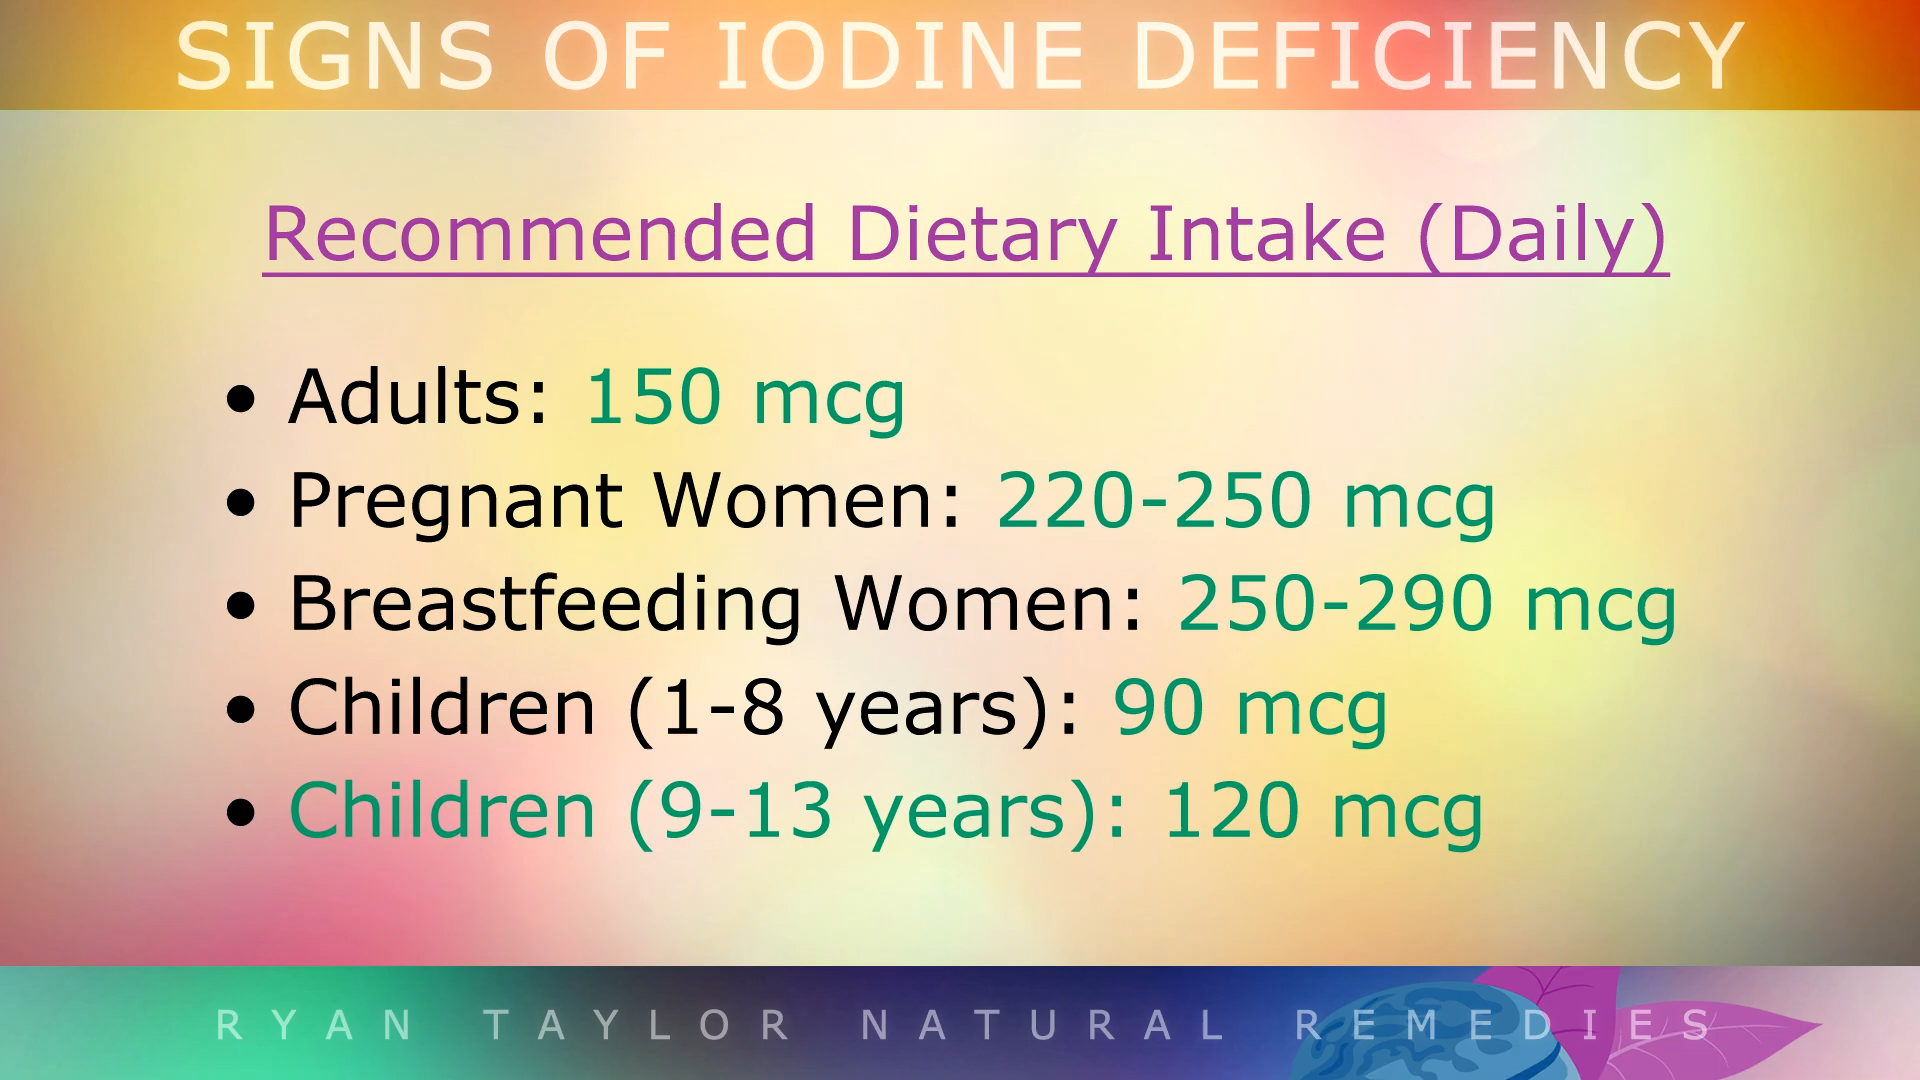 SIGNS OF IODINE DEFICIENCY
Recommended Dietary Intake (Daily)
• Adults: 150 mcg
• Pregnant Women: 220-250 mcg
• Breastfeeding Women: 250-290 mcg
• Children (1-8 years): 90 mcg
• Children (9-13 years): 120 mcg
RYAN TAYLOR NATURAL REMEDIES